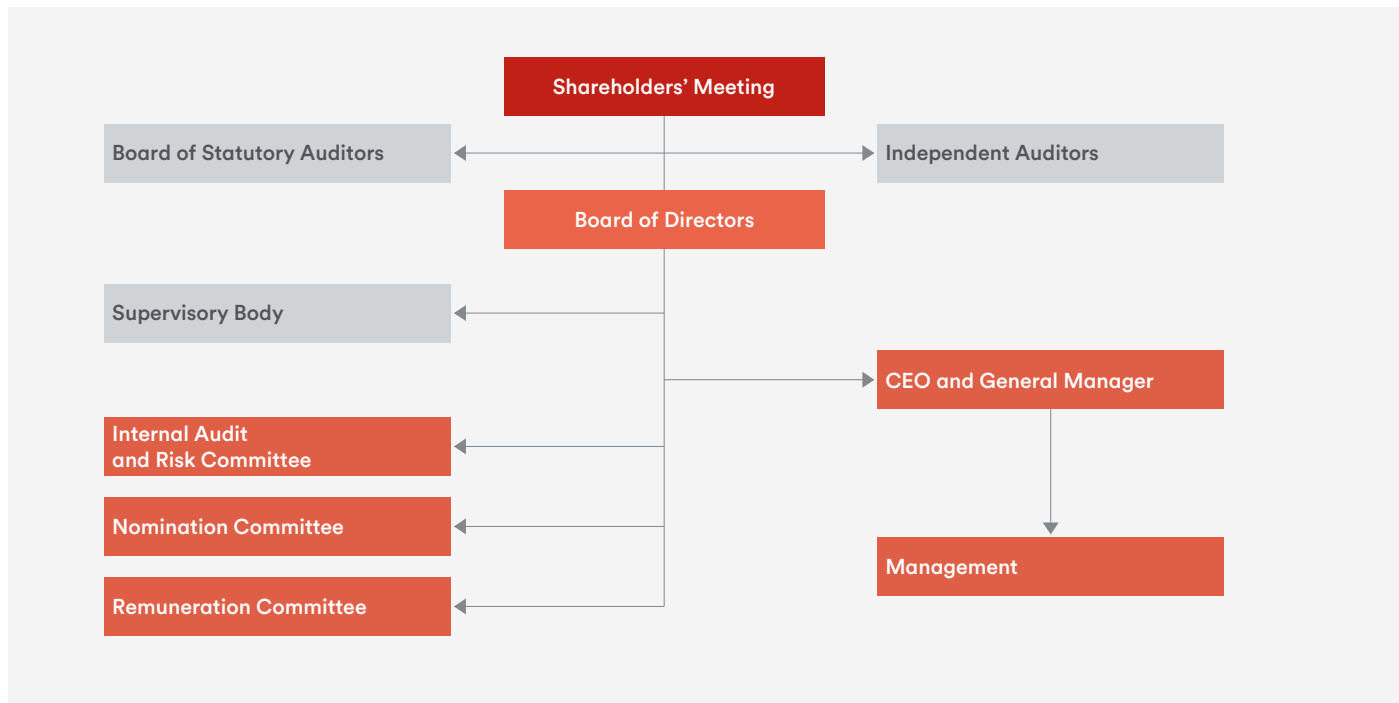 Shareholders’ Meeting
Board of Statutory Auditors
Independent Auditors
Board of Directors
Supervisory Body
CEO and General Manager
Internal Audit
and Risk Committee
Nomination Committee
Management
Remuneration Committee